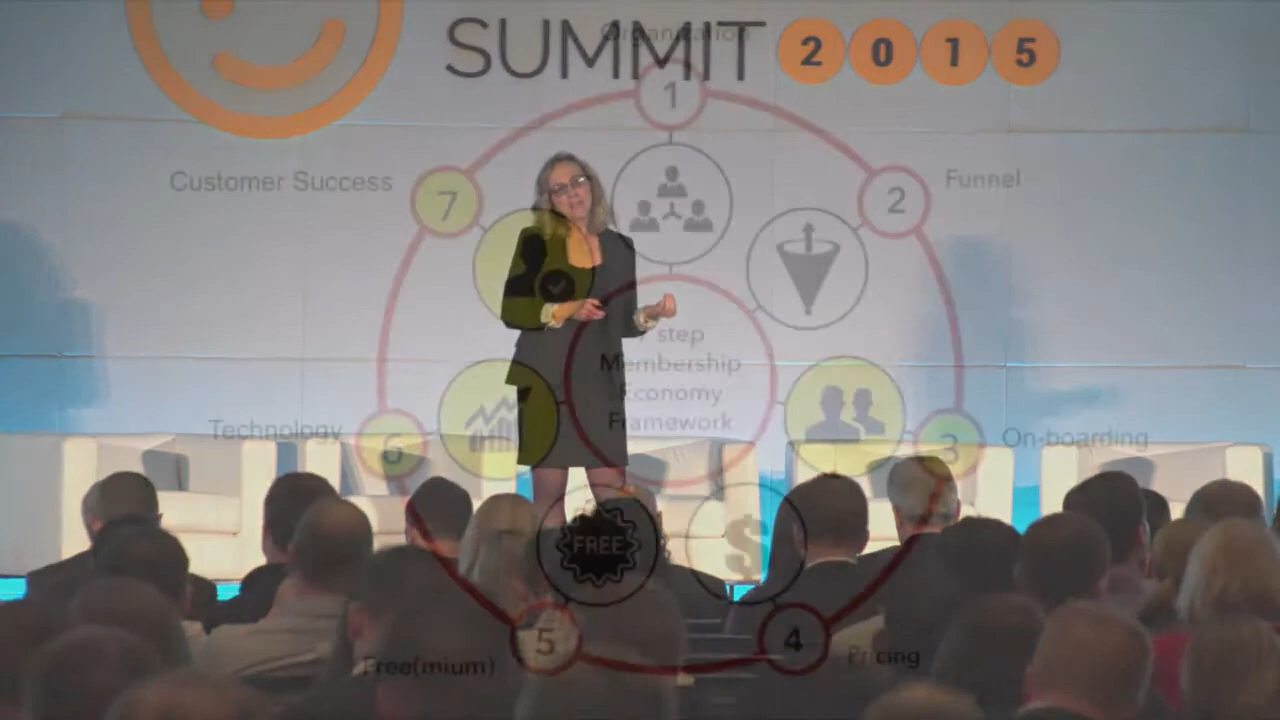 SUMMIT 2015
Organization
1
Customer Success
7
2
Funnel
7 step
Membership
Economy
Framework
Technology
6
3
On-boarding
FREE
$
5
4
Free(mium)
Pricing